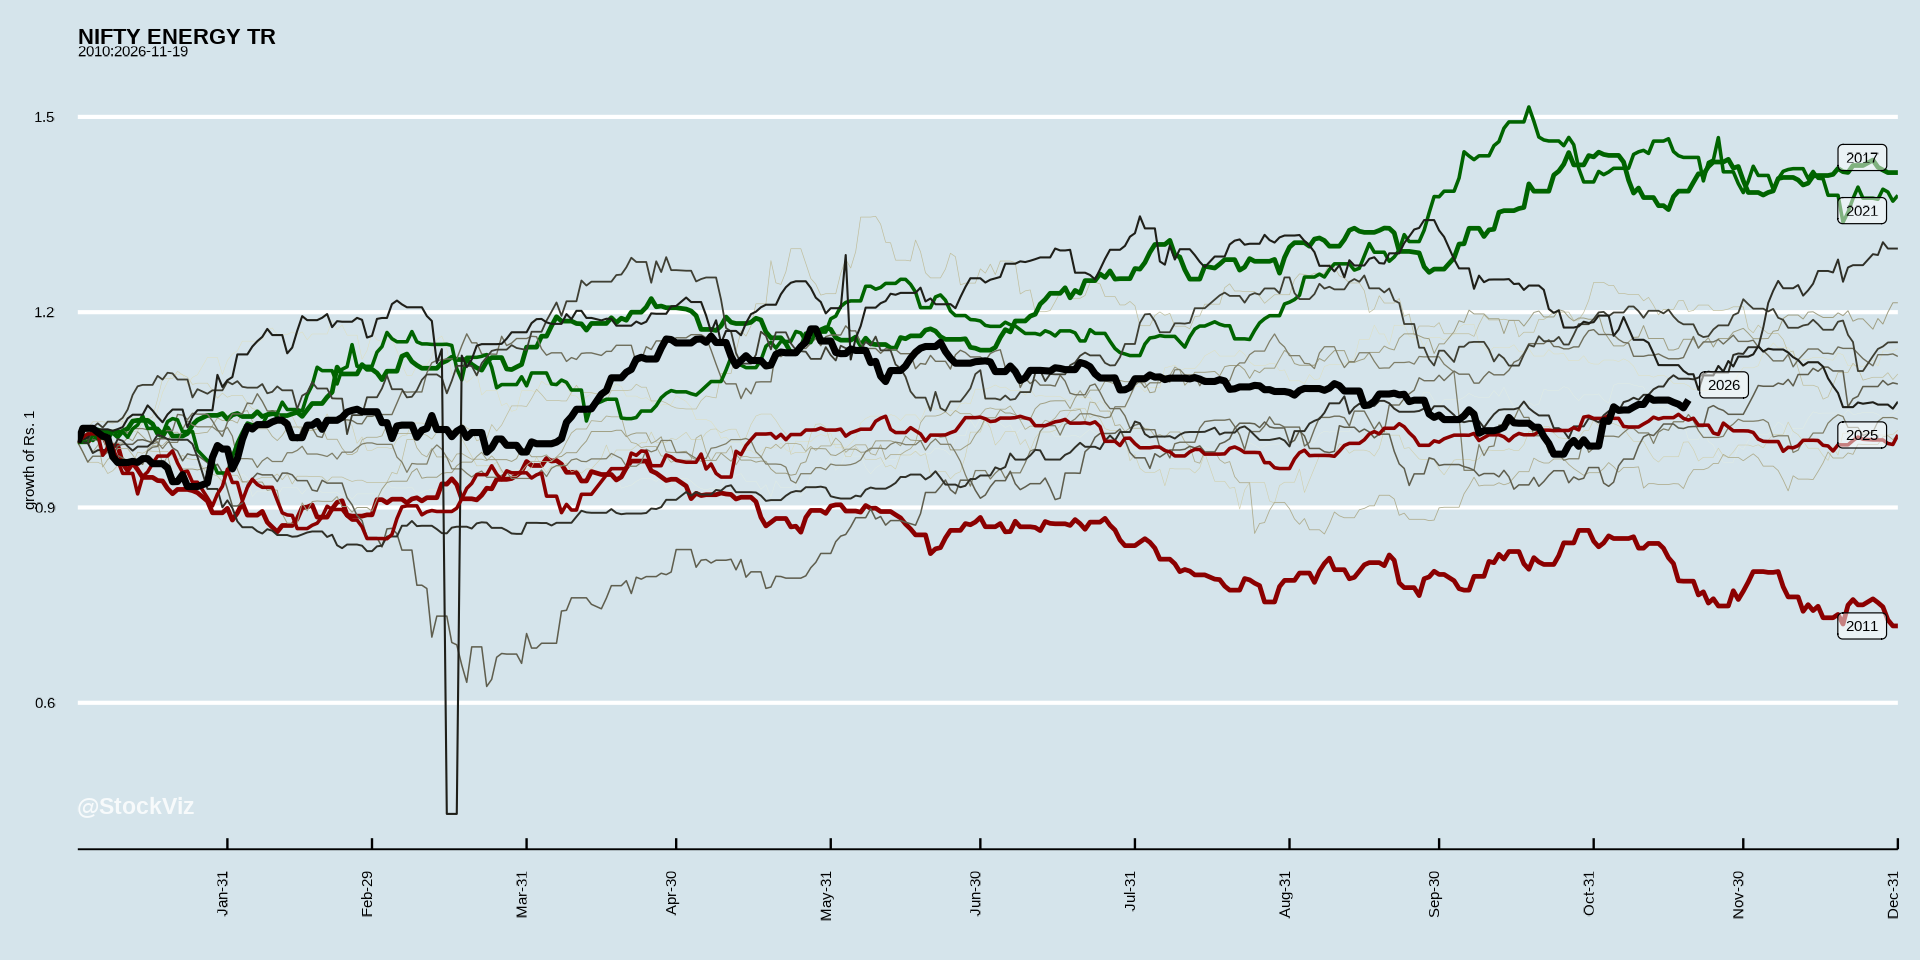 NIFTY ENERGY TR
2010:2026-11-19
growth of Rs. 1
1.5
1.2
0.9
0.6
2017
2021
2026
2025
2011
@StockViz
Jan-31
Feb-29
Mar-31
Apr-30
May-31
Jun-30
Jul-31
Aug-31
Sep-30
Oct-31
Nov-30
Dec-31